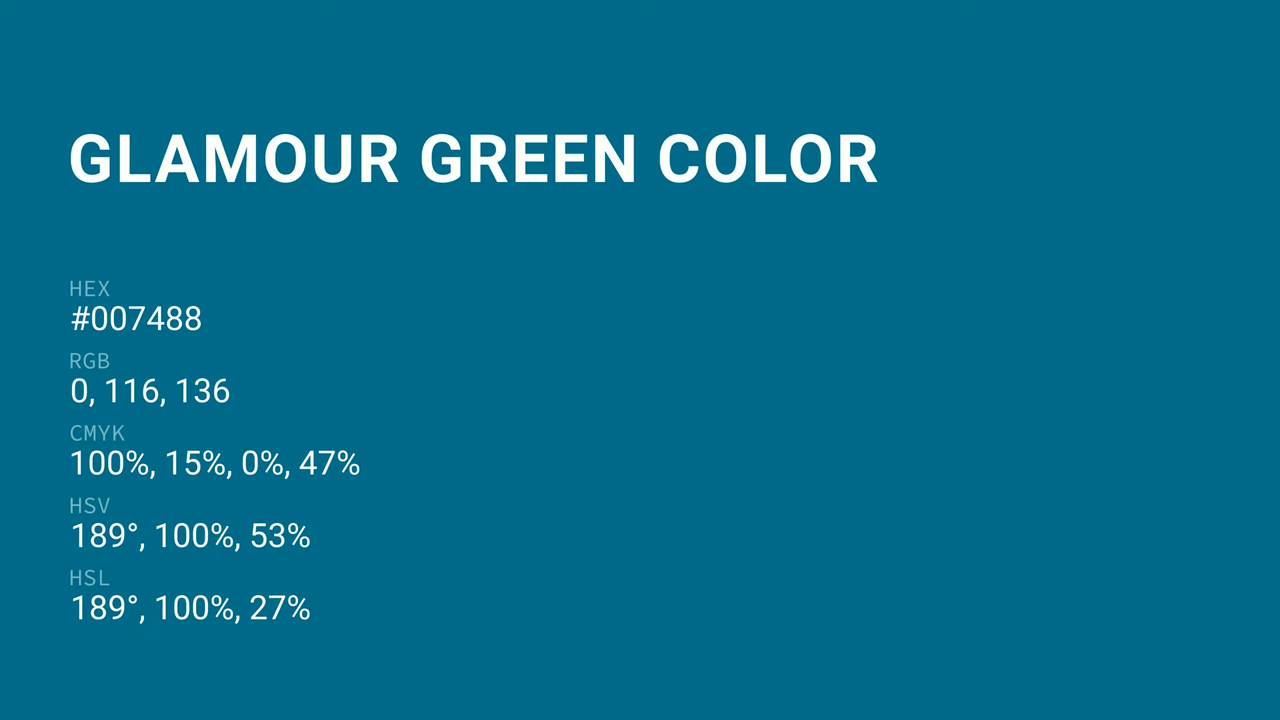 GLAMOUR GREEN COLOR
HEX
#007488
RGB
0, 116, 136
CMYK
100%, 15%, 0%, 47%
HSV
189°, 100%, 53%
HSL
189°, 100%, 27%